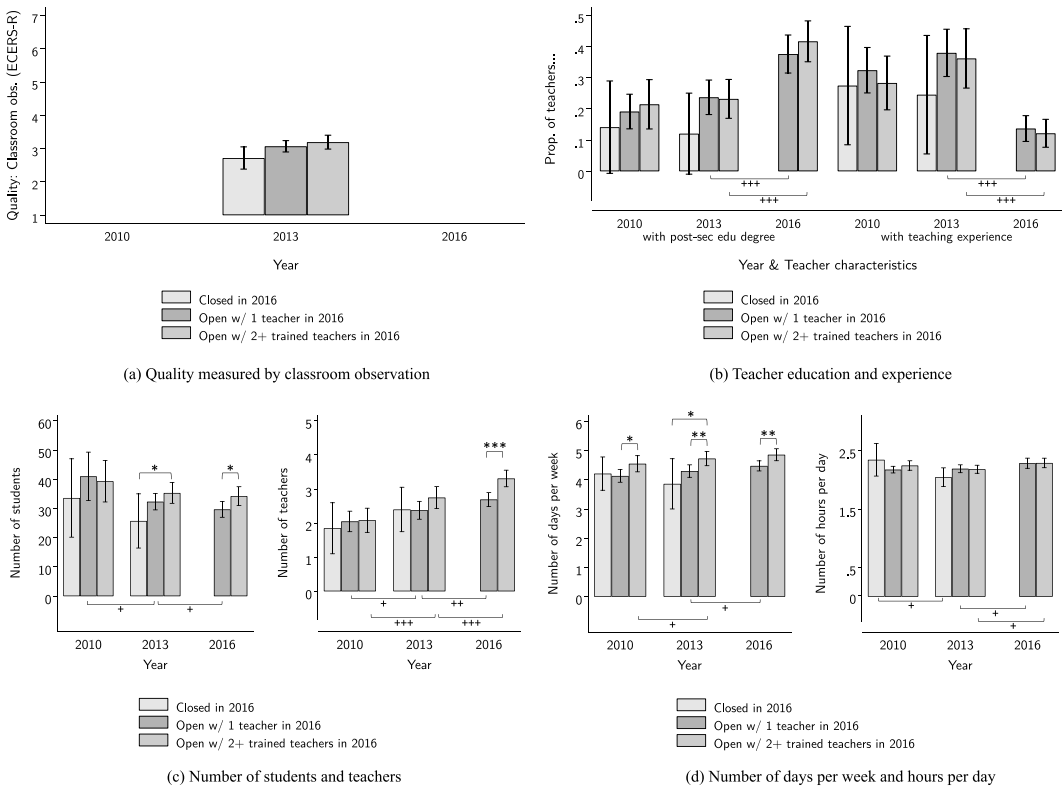 Quality: Classroom obs. (ECERS-R)
7
6
5
4
3
2
1
2010 2013 2016
Year
Closed in 2016
Open w/ 1 teacher in 2016
Open w/ 2+ trained teachers in 2016
(a) Quality measured by classroom observation
Prop. of teachers...
.5
.4
.3
.2
.1
0
+++ +++
+++ +++
2010 2013 2016 2010 2013 2016
with post-sec edu degree with teaching experience
Year & Teacher characteristics
Closed in 2016
Open w/ 1 teacher in 2016
Open w/ 2+ trained teachers in 2016
(b) Teacher education and experience
Number of students
60
50
40
30
20
10
0
* *
+ +
2010 2013 2016
Year
Number of teachers
5
4
3
2
1
0
***
+ ++
+++ +++
2010 2013 2016
Year
Closed in 2016
Open w/ 1 teacher in 2016
Open w/ 2+ trained teachers in 2016
(c) Number of students and teachers
Number of days per week
6
5
4
3
2
1
0
*
* ** **
+
+
2010 2013 2016
Year
Number of hours per day
2.5
1.5
.5
0
+ +
+
2010 2013 2016
Year
Closed in 2016
Open w/ 1 teacher in 2016
Open w/ 2+ trained teachers in 2016
(d) Number of days per week and hours per day